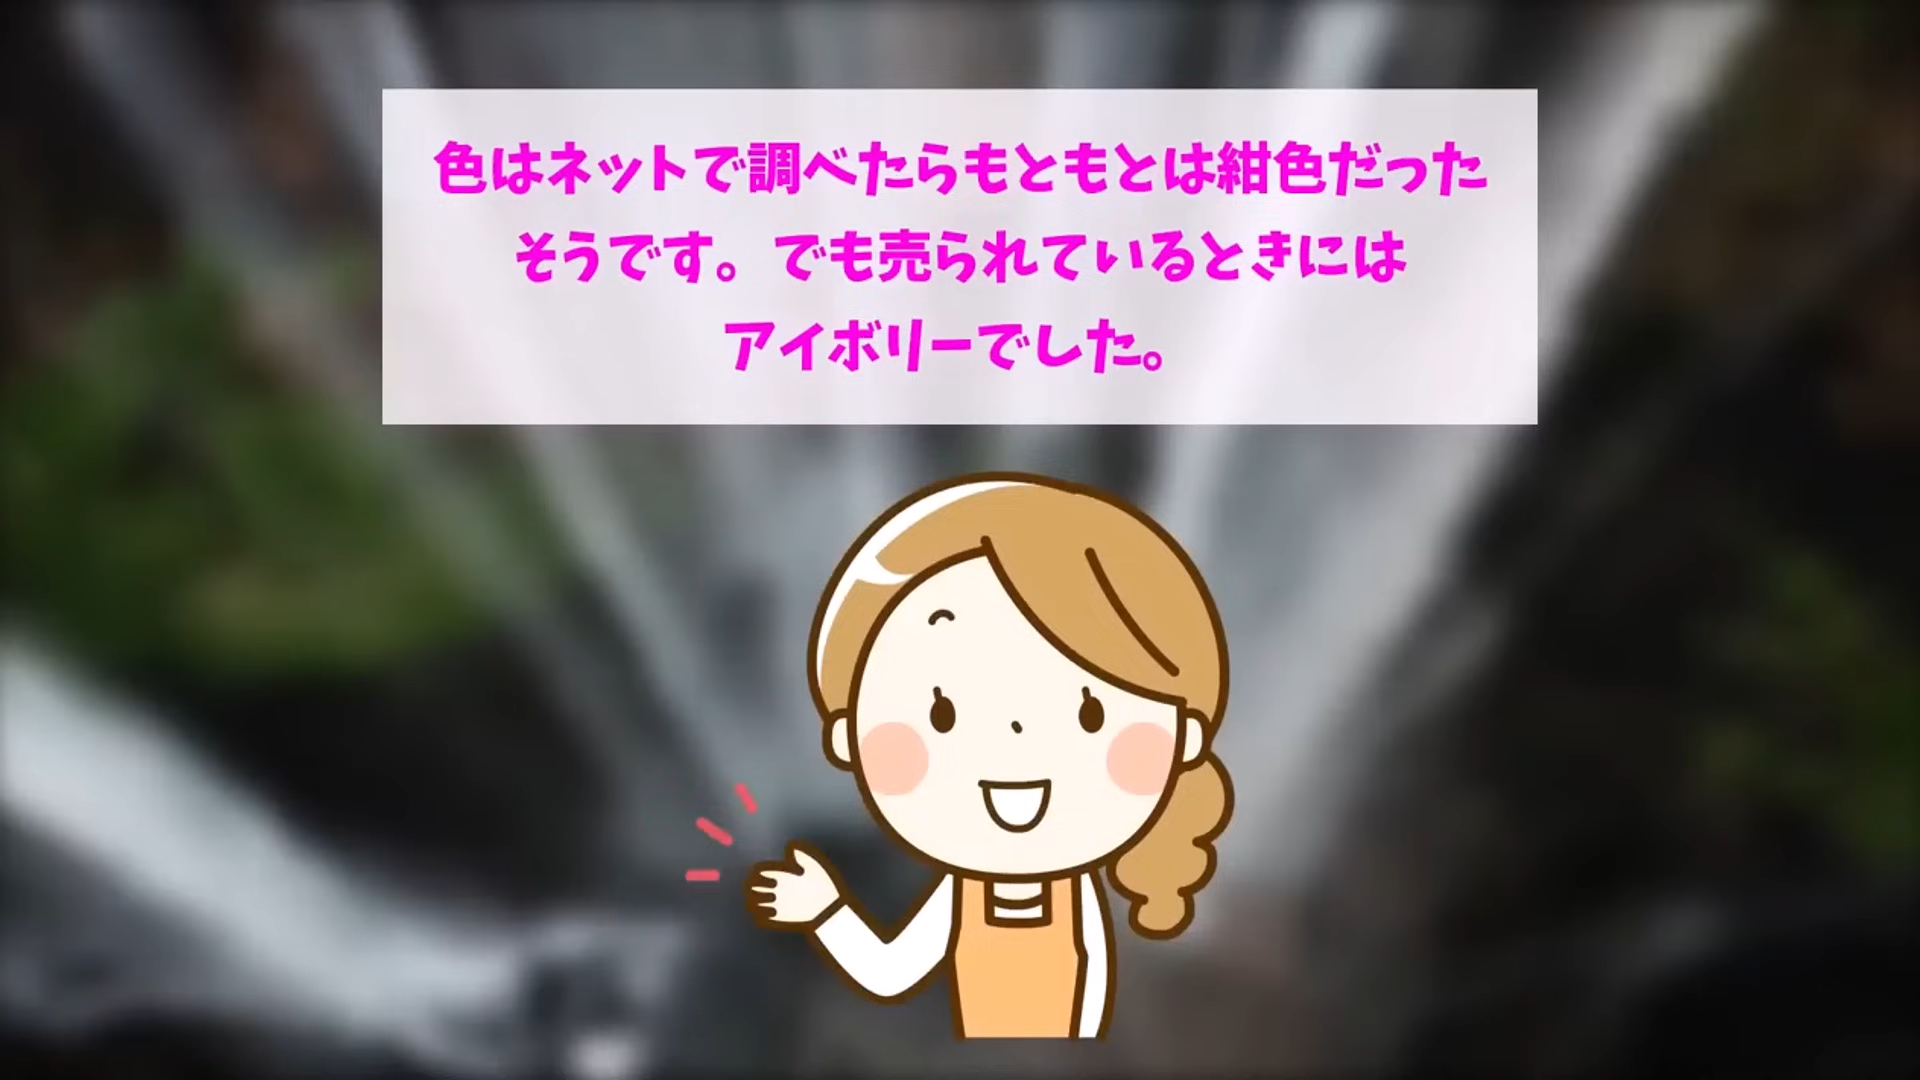 色はネットで調べたらもともとは紺色だった
そうです。でも売られているときには
アイボリーでした。